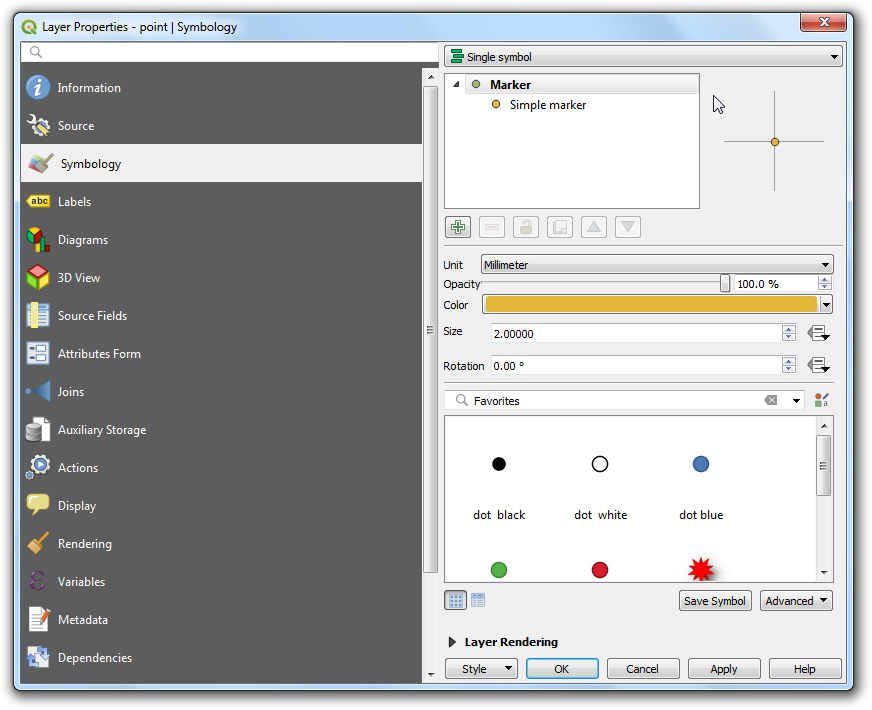 Layer Properties - point | Symbology
Information
Source
Symbology
abc
Labels
Diagrams
3D View
Source Fields
Attributes Form
Joins
Auxiliary Storage
Actions
Display
Rendering
Variables
Metadata
Dependencies
Single symbol
Marker
Simple marker
Unit
Millimeter
Opacity
100.0 %
Color
Size
2.00000
Rotation
0.00 °
Favorites
dot  black
dot  white
dot blue
Save Symbol
Advanced
Layer Rendering
Style
OK
Cancel
Apply
Help